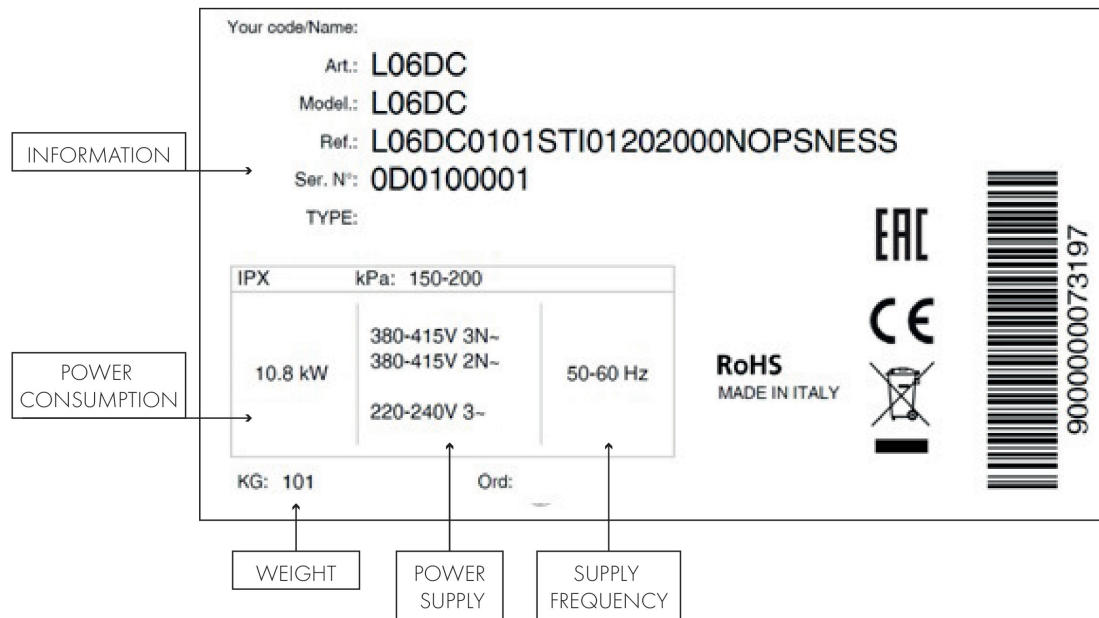 Your code/Name:
Art.: L06DC
Model.: L06DC
Ref.: L06DC0101STI01202000NOPSNESS
Ser. N°: 0D0100001
TYPE:
INFORMATION
IPX kPa: 150-200
10.8 kW
380-415V 3N~
380-415V 2N~
220-240V 3~
50-60 Hz
POWER
CONSUMPTION
KG: 101 Ord:
EAC
CE
RoHS
MADE IN ITALY
9000000073197
WEIGHT
POWER
SUPPLY
SUPPLY
FREQUENCY